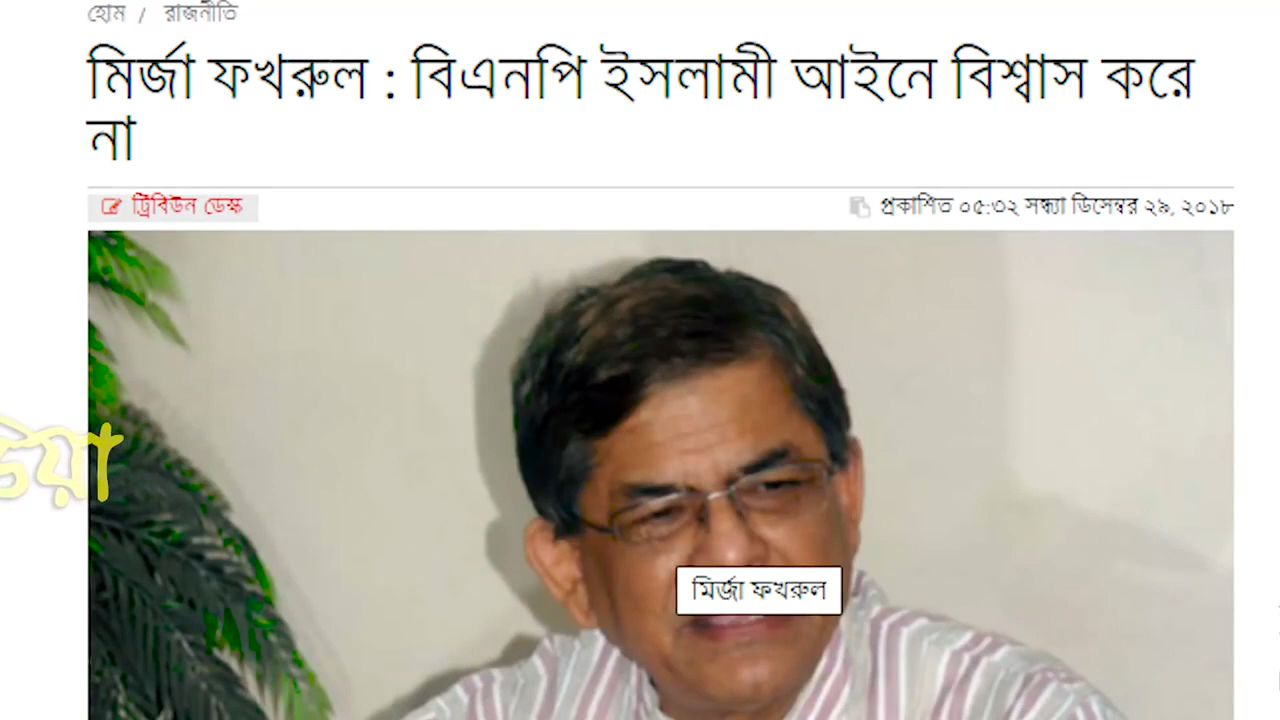 হোম / রাজনীতি
মির্জা ফখরুল : বিএনপি ইসলামী আইনে বিশ্বাস করে
না
ট্রিবিউন ডেস্ক
প্রকাশিত ০৫:৩২ সন্ধ্যা ডিসেম্বর ২৯, ২০১৮
মির্জা ফখরুল